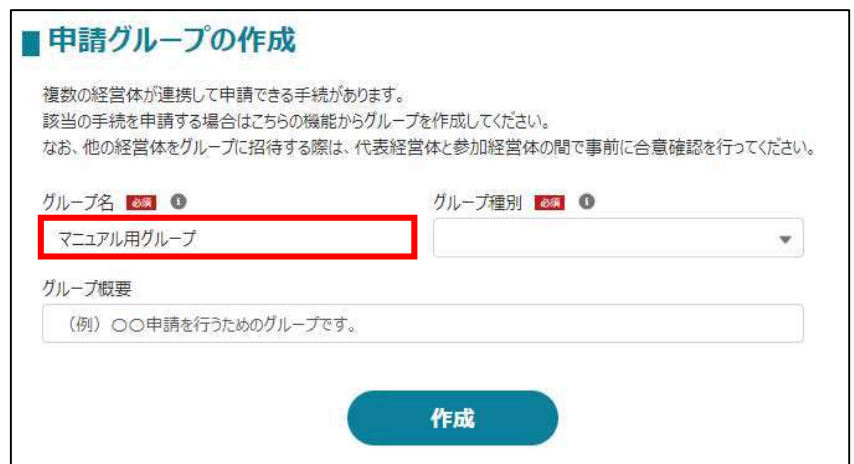 申請グループの作成
複数の経営体が連携して申請できる手続があります。
該当の手続を申請する場合はこちらの機能からグループを作成してください。
なお、他の経営体をグループに招待する際は、代表経営体と参加経営体の間で事前に合意確認を行ってください。
グループ名 必須 グループ種別 必須
マニュアル用グループ
グループ概要
(例) 〇〇申請を行うためのグループです。
作成